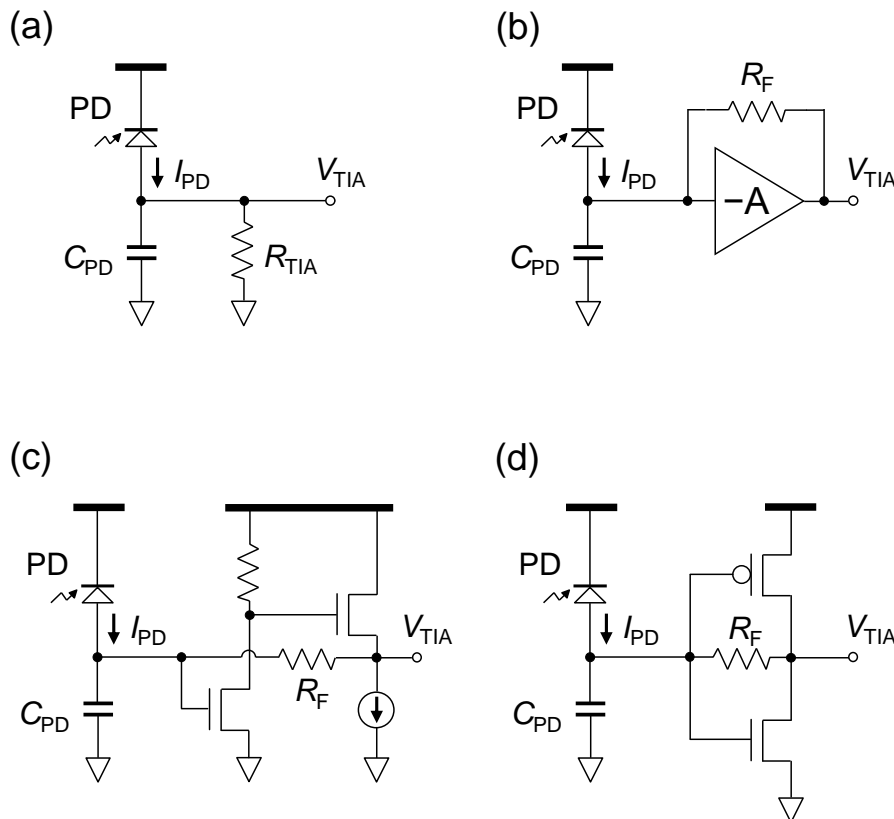 (a)
PD
I_PD
V_TIA
C_PD
R_TIA
(b)
R_F
PD
I_PD
V_TIA
−A
C_PD
(c)
PD
I_PD
V_TIA
R_F
C_PD
(d)
PD
I_PD
R_F
V_TIA
C_PD